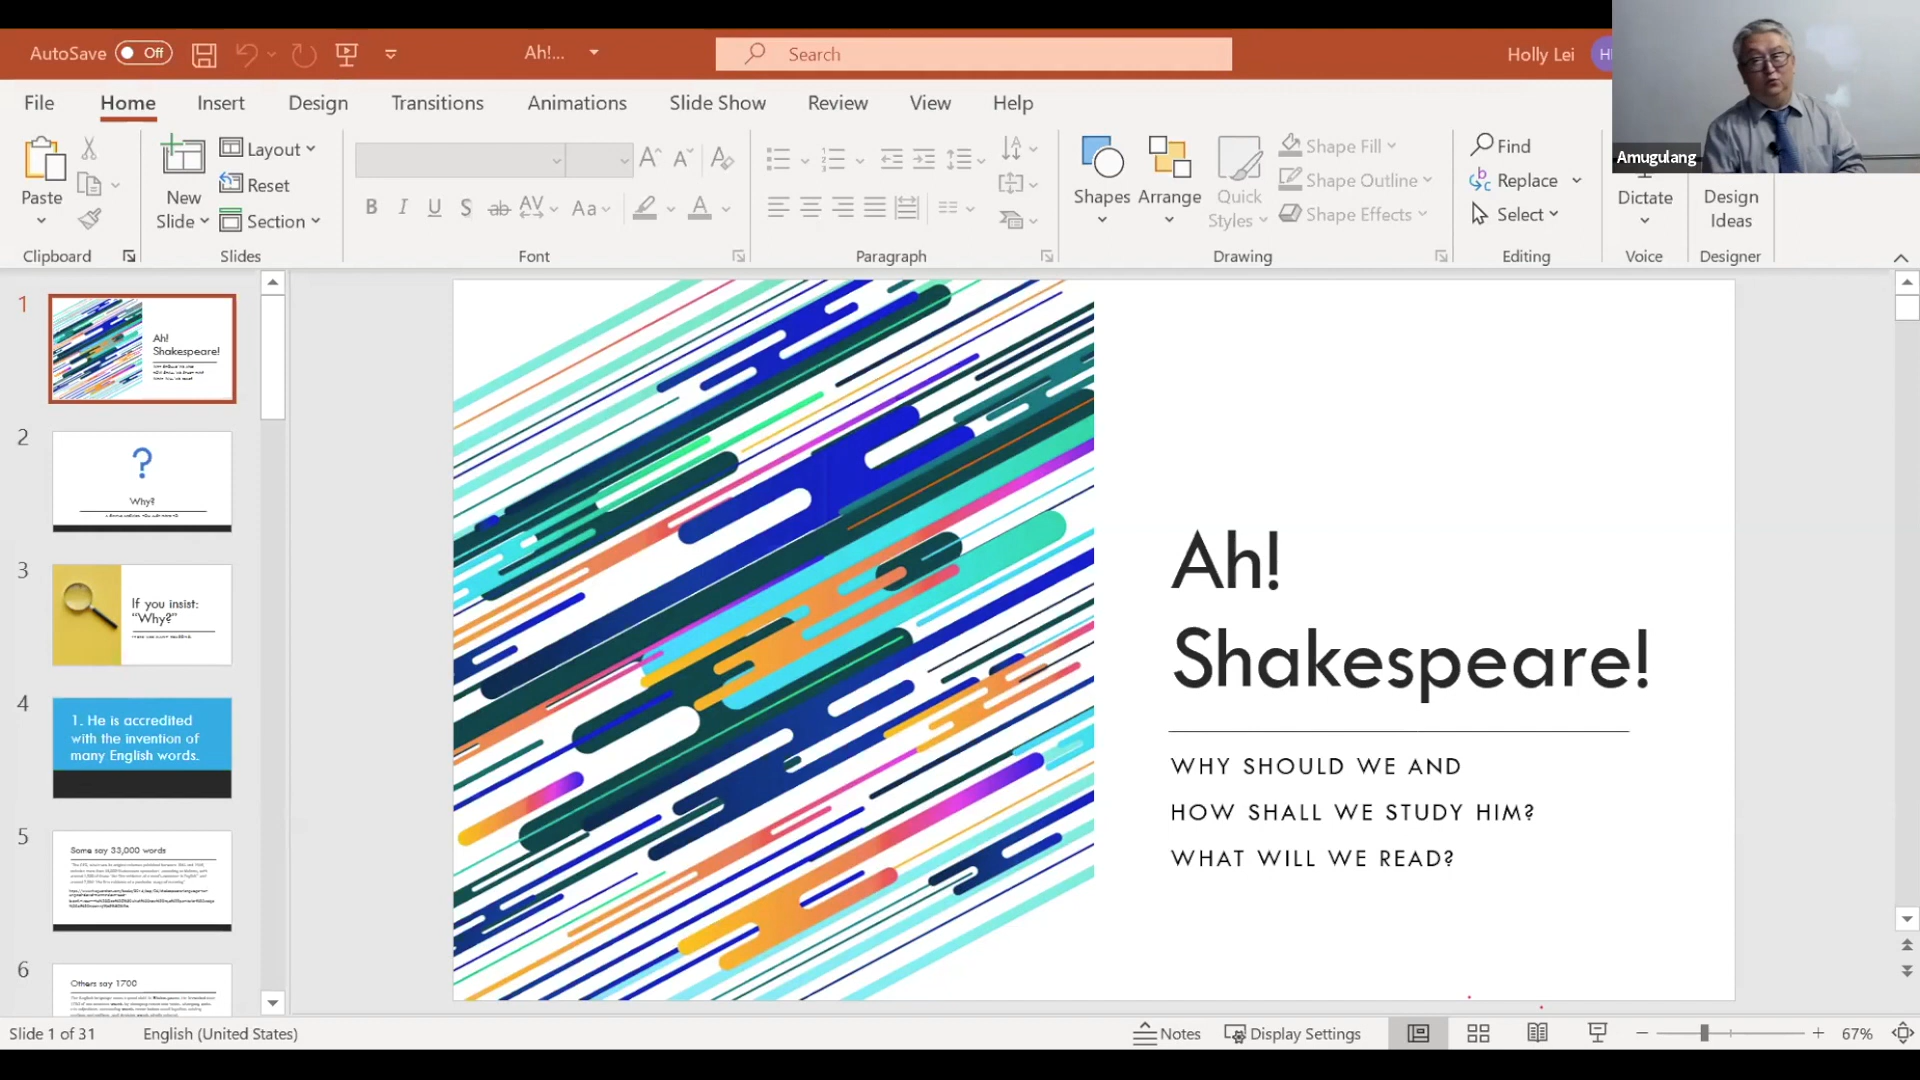 AutoSave Off
Ah!...
Search
Holly Lei
Amugulang
File Home Insert Design Transitions Animations Slide Show Review View Help
Paste
New Slide
Layout
Reset
Section
B I U S ab AV Aa A
Shapes
Arrange
Quick Styles
Shape Fill
Shape Outline
Shape Effects
Find
Replace
Select
Dictate
Design Ideas
Clipboard Slides Font Paragraph Drawing Editing Voice Designer
1
Ah!
Shakespeare!
2
?
Why?
3
If you insist:
“Why?”
4
1. He is accredited
with the invention of
many English words.
5
Some say 33,000 words
6
Others say 1700
Ah!
Shakespeare!
WHY SHOULD WE AND
HOW SHALL WE STUDY HIM?
WHAT WILL WE READ?
Slide 1 of 31 English (United States) Notes Display Settings 67%